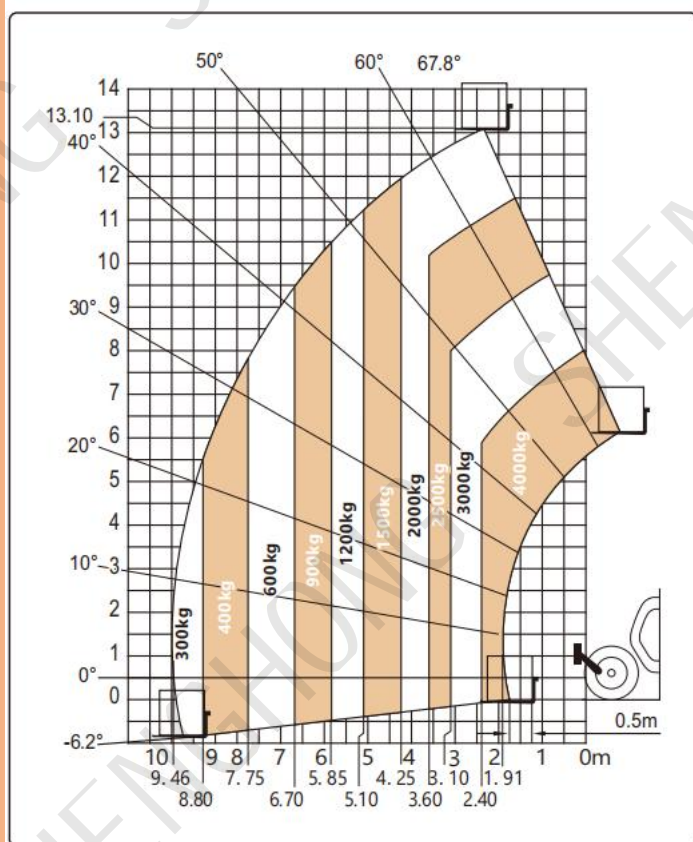 50° 60° 67.8°
14
13.10
13
40°
12
11
10
30° 9
8
7
6
20°
5
4
10° 3
2
1
0°
0
-6.2°
300kg
400kg
600kg
900kg
1200kg
1500kg
2000kg
2500kg
3000kg
4000kg
0.5m
10 9 8 7 6 5 4 3 2 1 0m
9.46 7.75 5.85 4.25 3.10 1.91
8.80 6.70 5.10 3.60 2.40
SHENGHONG
SHEN